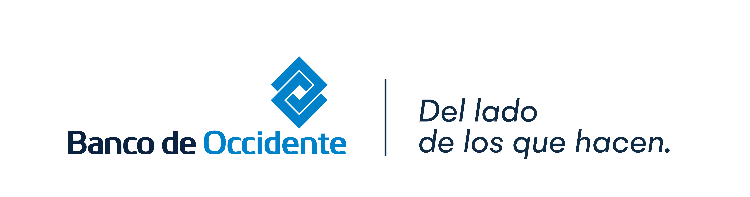 Banco de Occidente
Del lado
de los que hacen.